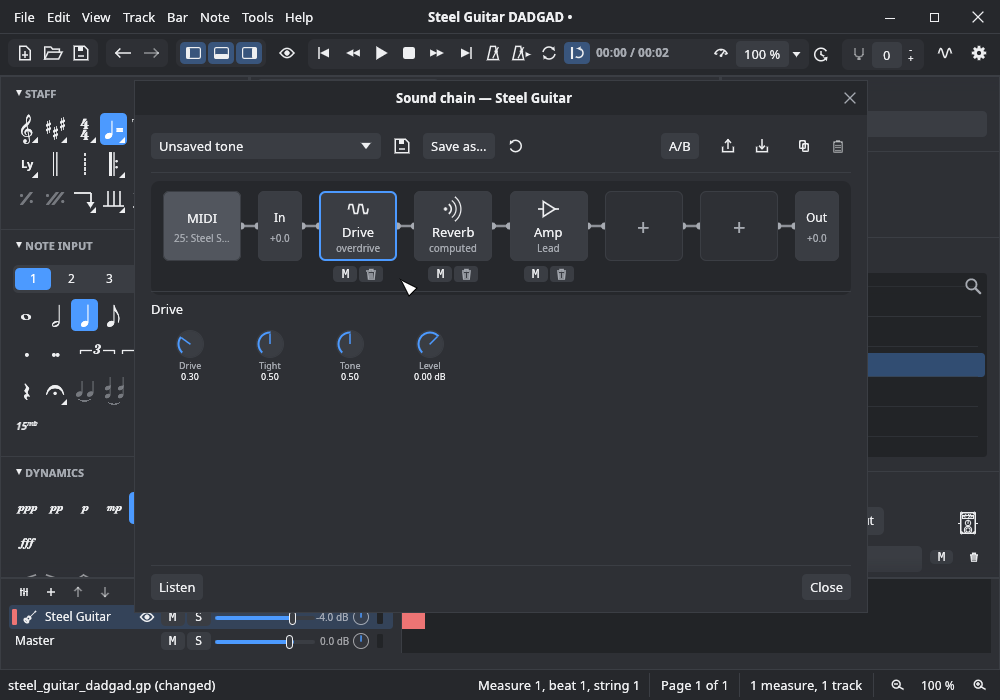 File Edit View Track Bar Note Tools Help
Steel Guitar DADGAD •
00:00 / 00:02
100 %
0
STAFF
Sound chain — Steel Guitar
Unsaved tone
Save as...
A/B
Ly
MIDI
25: Steel S...
In
+0.0
Drive
overdrive
Reverb
computed
Amp
Lead
+
+
Out
+0.0
M
M
M
NOTE INPUT
1 2 3
Drive
Drive
0.30
Tight
0.50
Tone
0.50
Level
0.00 dB
3
15mb
DYNAMICS
ppp pp p mp
fff
M
Listen
Close
Steel Guitar M S -4.0 dB
Master M S 0.0 dB
steel_guitar_dadgad.gp (changed)
Measure 1, beat 1, string 1
Page 1 of 1
1 measure, 1 track
100 %